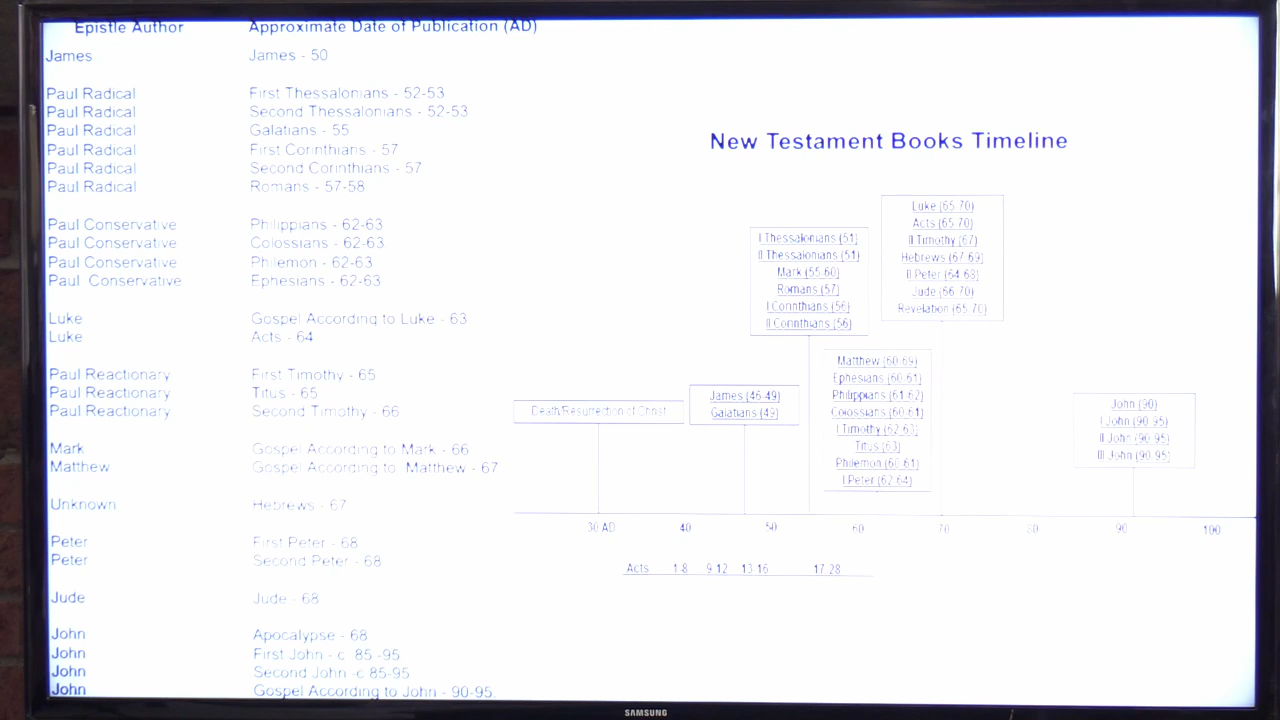 Epistle Author Approximate Date of Publication (AD)
James James - 50
Paul Radical First Thessalonians - 52-53
Paul Radical Second Thessalonians - 52-53
Paul Radical Galatians - 55
Paul Radical First Corinthians - 57
Paul Radical Second Corinthians - 57
Paul Radical Romans - 57-58
Paul Conservative Philippians - 62-63
Paul Conservative Colossians - 62-63
Paul Conservative Philemon - 62-63
Paul Conservative Ephesians - 62-63
Luke Gospel According to Luke - 63
Luke Acts - 64
Paul Reactionary First Timothy - 65
Paul Reactionary Titus - 65
Paul Reactionary Second Timothy - 66
Mark Gospel According to Mark - 66
Matthew Gospel According to Matthew - 67
Unknown Hebrews - 67
Peter First Peter - 68
Peter Second Peter - 68
Jude Jude - 68
John Apocalypse - 68
John First John - c 85 -95
John Second John -c 85-95
John Gospel According to John - 90-95
New Testament Books Timeline
Death/Resurrection of Christ
James (46-49)
Galatians (49)
I Thessalonians (51)
II Thessalonians (51)
Mark (55-60)
Romans (57)
I Corinthians (56)
II Corinthians (56)
Matthew (60-69)
Ephesians (60-61)
Philippians (61-62)
Colossians (60-61)
I Timothy (62-63)
Titus (63)
Philemon (60-61)
I Peter (62-64)
Luke (65-70)
Acts (65-70)
II Timothy (67)
Hebrews (67-69)
II Peter (64-68)
Jude (66-70)
Revelation (65-70)
John (90)
I John (90-95)
II John (90-95)
III John (90-95)
30 AD 40 50 60 70 80 90 100
Acts 1-8 9-12 13-16 17-28
SAMSUNG